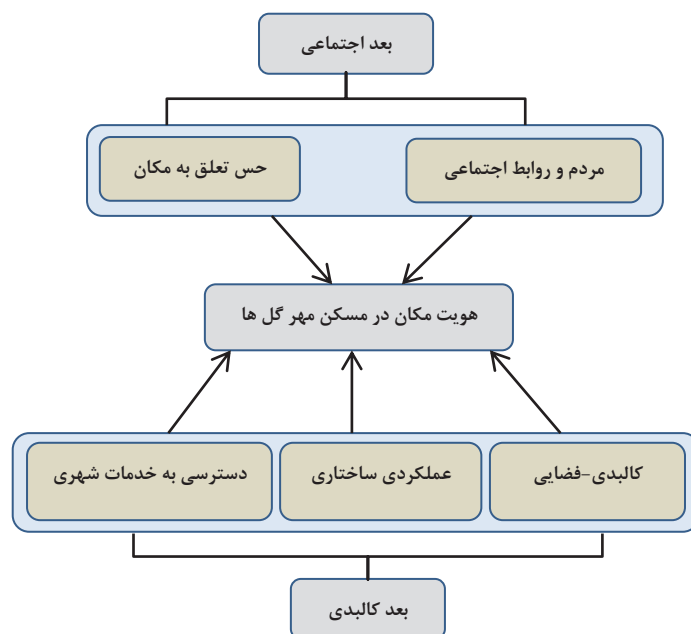 بعد اجتماعی
مردم و روابط اجتماعی
حس تعلق به مکان
هویت مکان در مسکن مهر گل ها
کالبدی-فضایی
عملکردی ساختاری
دسترسی به خدمات شهری
بعد کالبدی